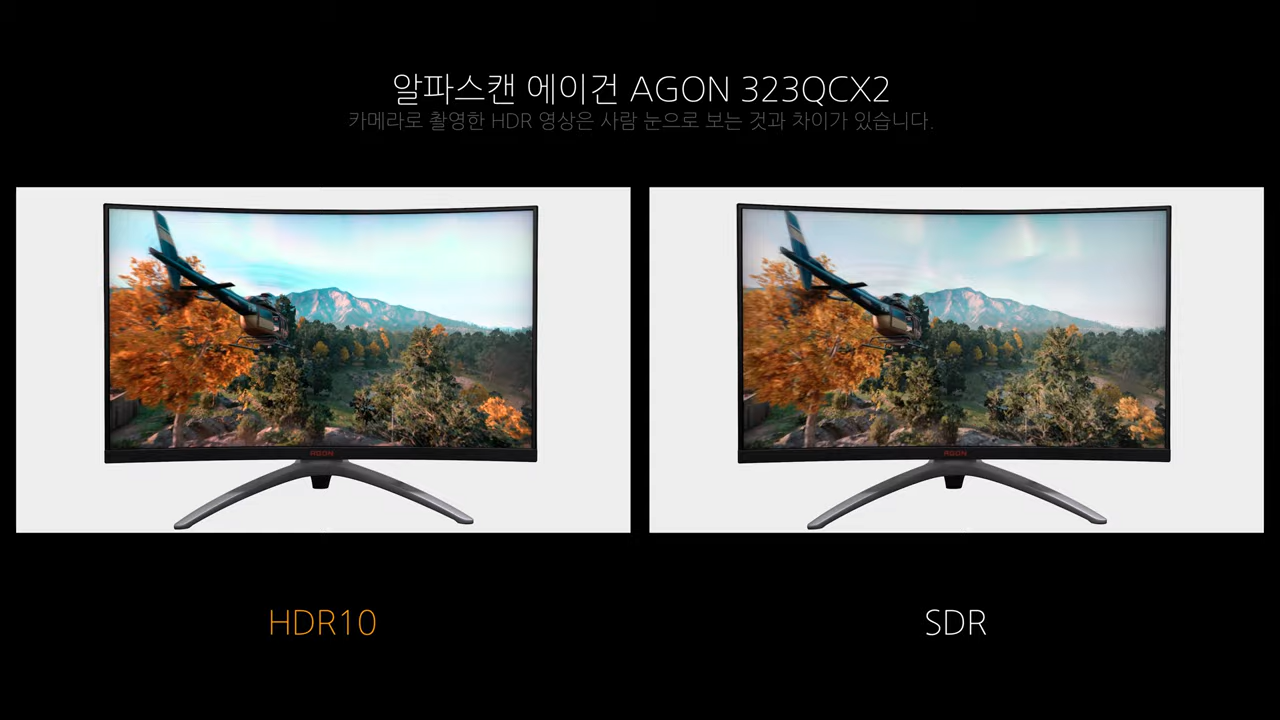 알파스캔 에이건 AGON 323QCX2
카메라로 촬영한 HDR 영상은 사람 눈으로 보는 것과 차이가 있습니다.
AGON
AGON
HDR10
SDR